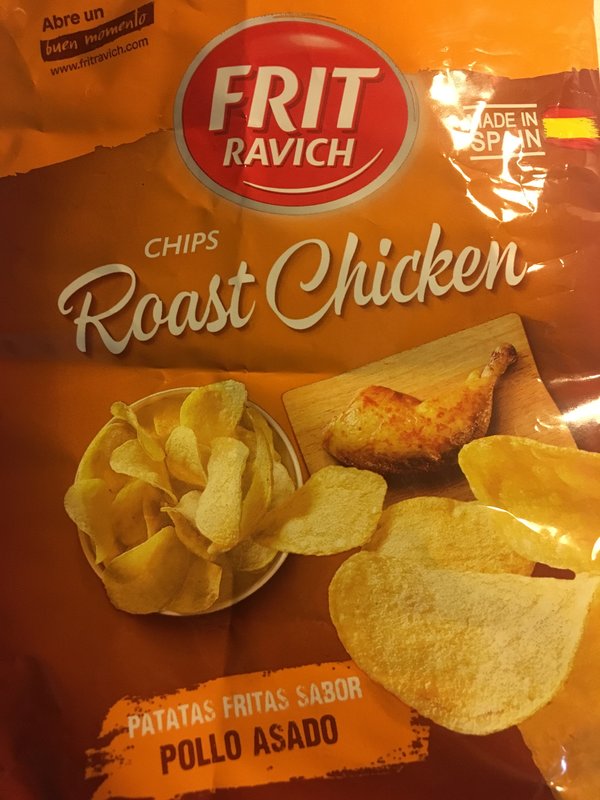 Abre un
buen momento
www.fritravich.com
FRIT
RAVICH
MADE IN
SPAIN
CHIPS
Roast Chicken
PATATAS FRITAS SABOR
POLLO ASADO